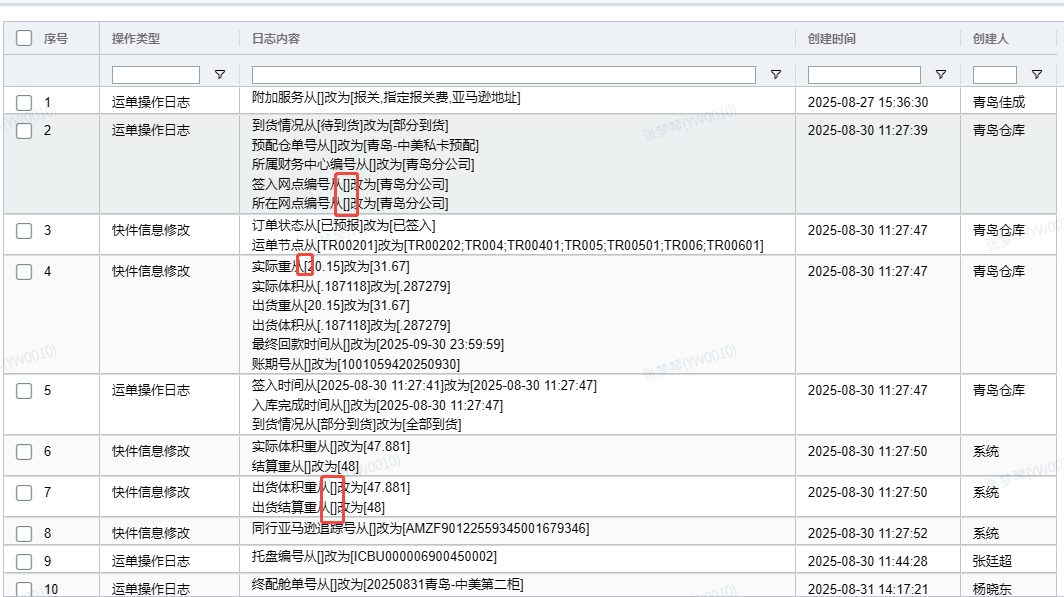 序号 操作类型 日志内容 创建时间 创建人
1 运单操作日志 附加服务从[]改为[报关,指定报关费,亚马逊地址] 2025-08-27 15:36:30 青岛佳成
2 运单操作日志 到货情况从[待到货]改为[部分到货] 2025-08-30 11:27:39 青岛仓库
预配仓单号从[]改为[青岛-中美私卡预配]
所属财务中心编号从[]改为[青岛分公司]
签入网点编号从[]改为[青岛分公司]
所在网点编号从[]改为[青岛分公司]
3 快件信息修改 订单状态从[已预报]改为[已签入] 2025-08-30 11:27:47 青岛仓库
运单节点从[TR00201]改为[TR00202;TR004;TR00401;TR005;TR00501;TR006;TR00601]
4 快件信息修改 实际重从[20.15]改为[31.67] 2025-08-30 11:27:47 青岛仓库
实际体积从[.187118]改为[.287279]
出货重从[20.15]改为[31.67]
出货体积从[.187118]改为[.287279]
最终回款时间从[]改为[2025-09-30 23:59:59]
账期号从[]改为[1001059420250930]
5 运单操作日志 签入时间从[2025-08-30 11:27:41]改为[2025-08-30 11:27:47] 2025-08-30 11:27:47 青岛仓库
入库完成时间从[]改为[2025-08-30 11:27:47]
到货情况从[部分到货]改为[全部到货]
6 快件信息修改 实际体积重从[]改为[47.881] 2025-08-30 11:27:50 系统
结算重从[]改为[48]
7 快件信息修改 出货体积重从[]改为[47.881] 2025-08-30 11:27:50 系统
出货结算重从[]改为[48]
8 快件信息修改 同行亚马逊追踪号从[]改为[AMZF90122559345001679346] 2025-08-30 11:27:52 系统
9 运单操作日志 托盘编号从[]改为[ICBU000006900450002] 2025-08-30 11:44:28 张廷超
10 运单操作日志 终配舱单号从[]改为[20250831青岛-中美第二柜] 2025-08-31 14:17:21 杨晓东
张梦琴(YW0010)